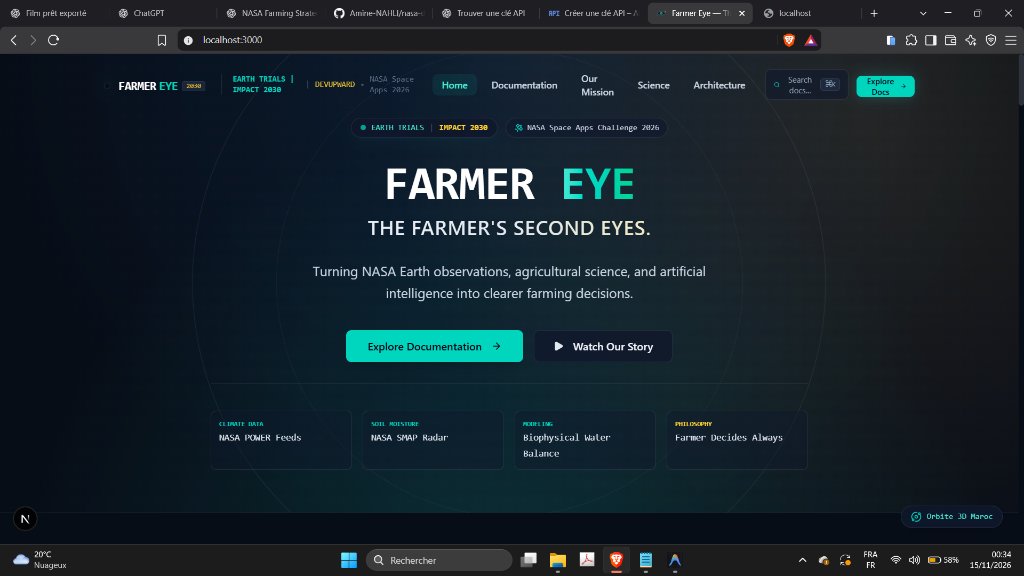 Film prêt exporté
ChatGPT
NASA Farming Strate
Amine-NAHLI/nasa-d
Trouver une clé API
API Créer une clé API – A
Farmer Eye — Th
localhost
localhost:3000
FARMER EYE 2030
EARTH TRIALS |
IMPACT 2030
DEVUPWARD
NASA Space
Apps 2026
Home
Documentation
Our
Mission
Science
Architecture
Search
docs...
⌘K
Explore
Docs →
EARTH TRIALS | IMPACT 2030
NASA Space Apps Challenge 2026
FARMER EYE
THE FARMER'S SECOND EYES.
Turning NASA Earth observations, agricultural science, and artificial
intelligence into clearer farming decisions.
Explore Documentation →
Watch Our Story
CLIMATE DATA
NASA POWER Feeds
SOIL MOISTURE
NASA SMAP Radar
MODELING
Biophysical Water
Balance
PHILOSOPHY
Farmer Decides Always
N
Orbite 3D Maroc
20°C
Nuageux
Rechercher
FRA
FR
58%
00:34
15/11/2026